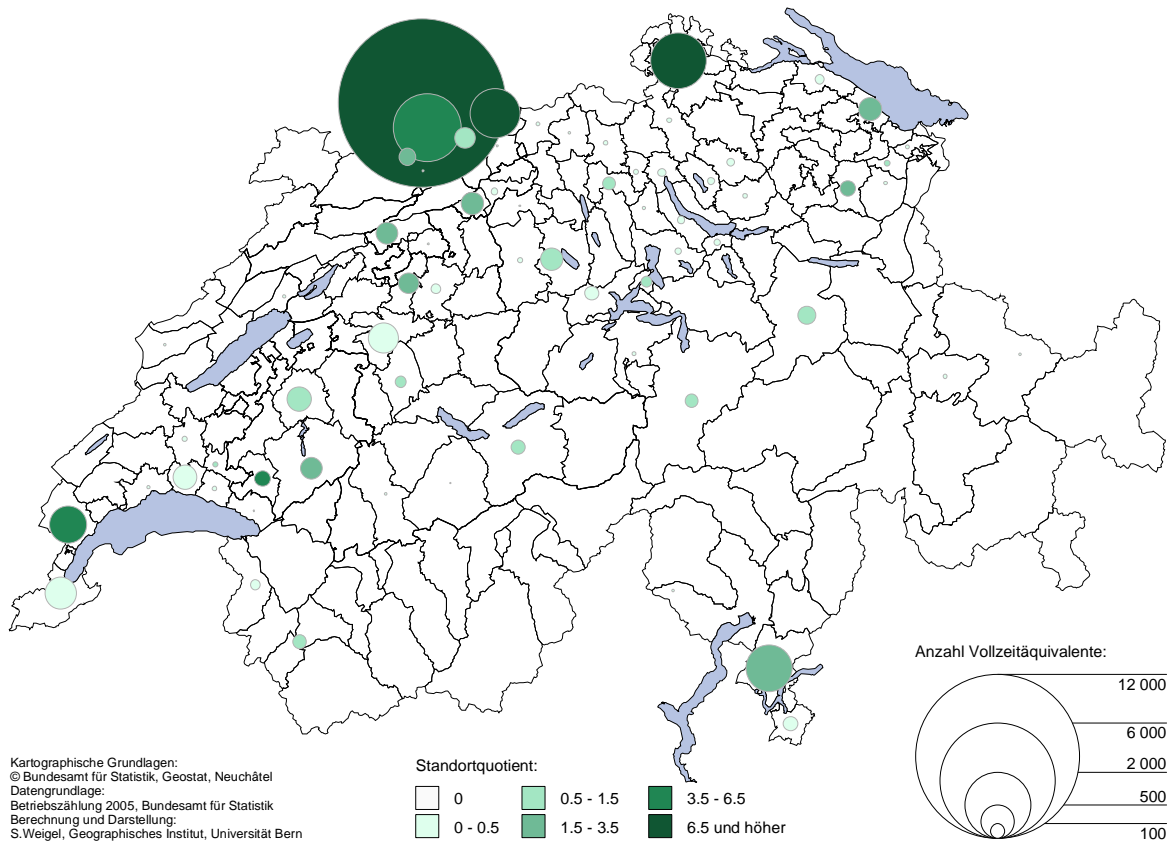 Anzahl Vollzeitäquivalente:
12 000
6 000
2 000
500
100
Kartographische Grundlagen:
© Bundesamt für Statistik, Geostat, Neuchâtel
Datengrundlage:
Betriebszählung 2005, Bundesamt für Statistik
Berechnung und Darstellung:
S.Weigel, Geographisches Institut, Universität Bern
Standortquotient:
0
0.5 - 1.5
3.5 - 6.5
0 - 0.5
1.5 - 3.5
6.5 und höher